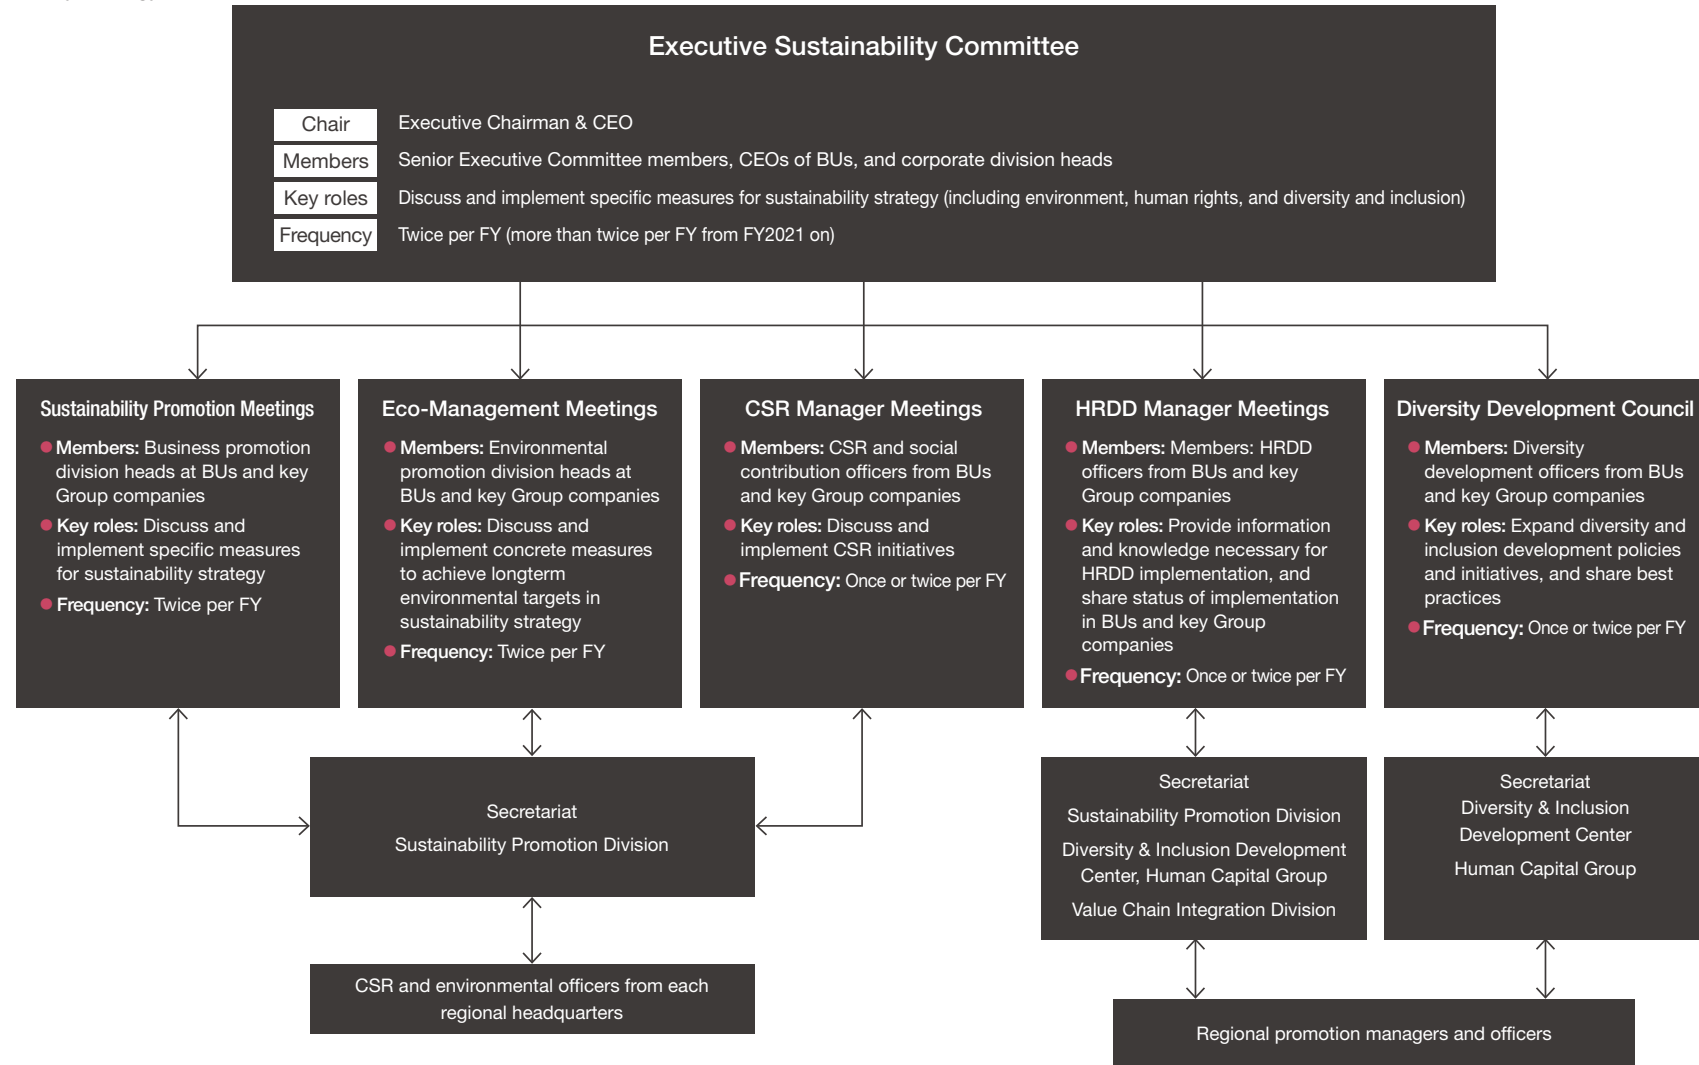 Executive Sustainability Committee
Chair Executive Chairman & CEO
Members Senior Executive Committee members, CEOs of BUs, and corporate division heads
Key roles Discuss and implement specific measures for sustainability strategy (including environment, human rights, and diversity and inclusion)
Frequency Twice per FY (more than twice per FY from FY2021 on)
Sustainability Promotion Meetings
Members: Business promotion
division heads at BUs and key
Group companies
Key roles: Discuss and
implement specific measures
for sustainability strategy
Frequency: Twice per FY
Eco-Management Meetings
Members: Environmental
promotion division heads at
BUs and key Group companies
Key roles: Discuss and
implement concrete measures
to achieve longterm
environmental targets in
sustainability strategy
Frequency: Twice per FY
CSR Manager Meetings
Members: CSR and social
contribution officers from BUs
and key Group companies
Key roles: Discuss and
implement CSR initiatives
Frequency: Once or twice per FY
HRDD Manager Meetings
Members: Members: HRDD
officers from BUs and key
Group companies
Key roles: Provide information
and knowledge necessary for
HRDD implementation, and
share status of implementation
in BUs and key Group
companies
Frequency: Once or twice per FY
Diversity Development Council
Members: Diversity
development officers from BUs
and key Group companies
Key roles: Expand diversity and
inclusion development policies
and initiatives, and share best
practices
Frequency: Once or twice per FY
Secretariat
Sustainability Promotion Division
Secretariat
Sustainability Promotion Division
Diversity & Inclusion Development
Center, Human Capital Group
Value Chain Integration Division
Secretariat
Diversity & Inclusion
Development Center
Human Capital Group
CSR and environmental officers from each
regional headquarters
Regional promotion managers and officers